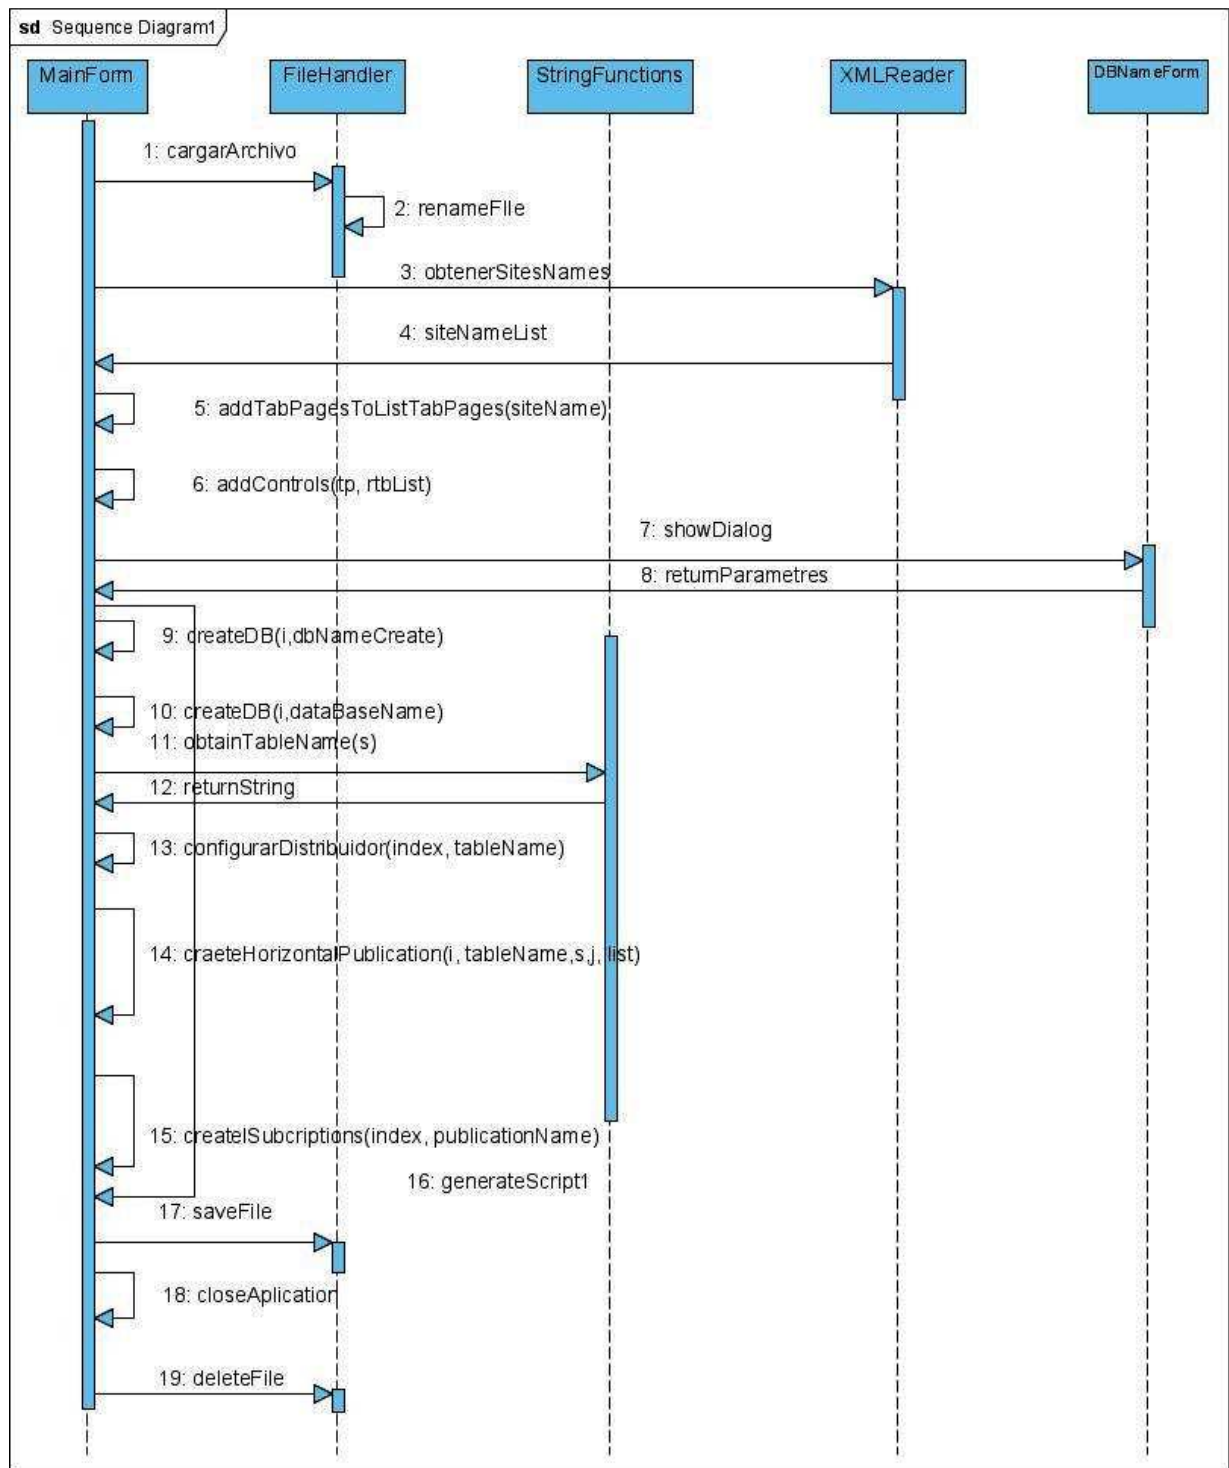 sd Sequence Diagram1
MainForm
FileHandler
StringFunctions
XMLReader
DBNameForm
1: cargarArchivo
2: renameFIle
3: obtenerSitesNames
4: siteNameList
5: addTabPagesToListTabPages(siteName)
6: addControls(tp, rtbList)
7: showDialog
8: returnParametres
9: createDB(i,dbNameCreate)
10: createDB(i,dataBaseName)
11: obtainTableName(s)
12: returnString
13: configurarDistribuidor(index, tableName)
14: craeteHorizontalPublication(i, tableName,s,j, list)
15: createlSubcriptions(index, publicationName)
16: generateScript1
17: saveFile
18: closeAplication
19: deleteFile